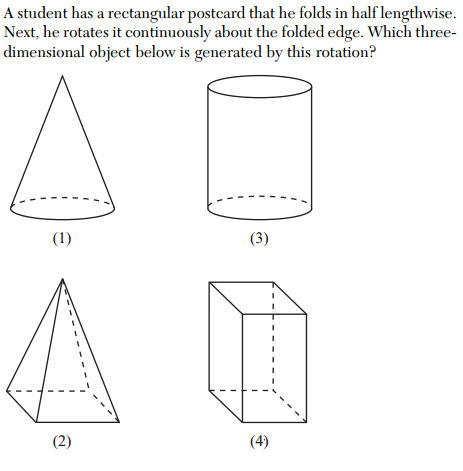 A student has a rectangular postcard that he folds in half lengthwise.
Next, he rotates it continuously about the folded edge. Which three-
dimensional object below is generated by this rotation?
(1)
(3)
(2)
(4)